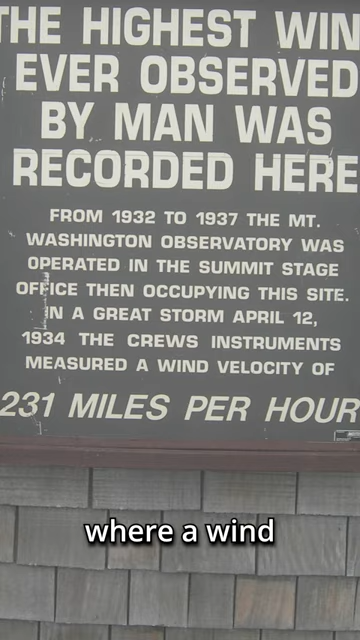 THE HIGHEST WIN
EVER OBSERVED
BY MAN WAS
RECORDED HERE
FROM 1932 TO 1937 THE MT.
WASHINGTON OBSERVATORY WAS
OPERATED IN THE SUMMIT STAGE
OFFICE THEN OCCUPYING THIS SITE.
IN A GREAT STORM APRIL 12,
1934 THE CREWS INSTRUMENTS
MEASURED A WIND VELOCITY OF
231 MILES PER HOUR
where a wind